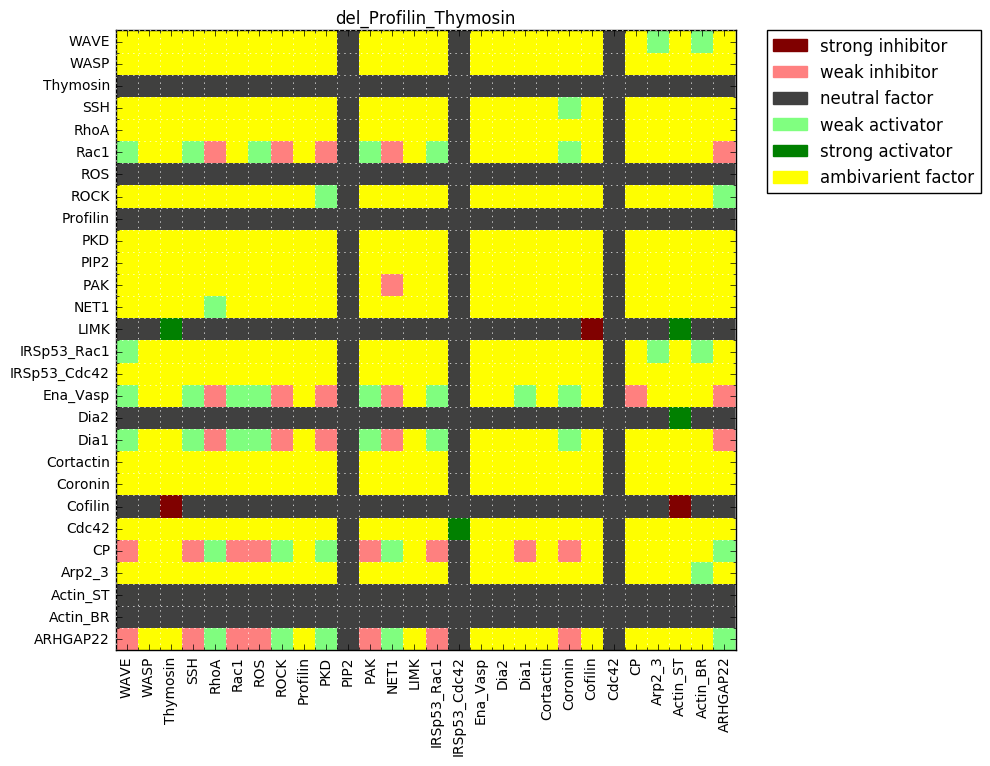 del_Profilin_Thymosin
WAVE
WASP
Thymosin
SSH
RhoA
Rac1
ROS
ROCK
Profilin
PKD
PIP2
PAK
NET1
LIMK
IRSp53_Rac1
IRSp53_Cdc42
Ena_Vasp
Dia2
Dia1
Cortactin
Coronin
Cofilin
Cdc42
CP
Arp2_3
Actin_ST
Actin_BR
ARHGAP22
WAVE
WASP
Thymosin
SSH
RhoA
Rac1
ROS
ROCK
Profilin
PKD
PIP2
PAK
NET1
LIMK
IRSp53_Rac1
IRSp53_Cdc42
Ena_Vasp
Dia2
Dia1
Cortactin
Coronin
Cofilin
Cdc42
CP
Arp2_3
Actin_ST
Actin_BR
ARHGAP22
strong inhibitor
weak inhibitor
neutral factor
weak activator
strong activator
ambivarient factor